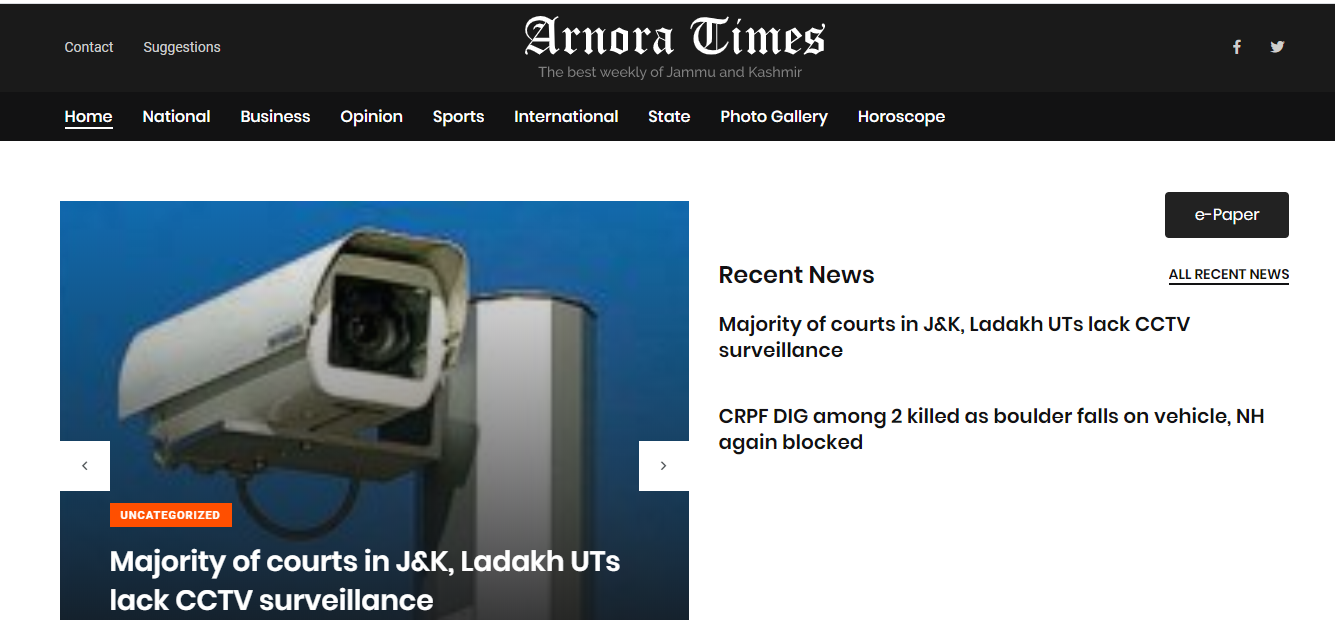 Contact Suggestions
Arnora Times
The best weekly of Jammu and Kashmir
Home National Business Opinion Sports International State Photo Gallery Horoscope
e-Paper
Recent News
ALL RECENT NEWS
Majority of courts in J&K, Ladakh UTs lack CCTV
surveillance
CRPF DIG among 2 killed as boulder falls on vehicle, NH
again blocked
UNCATEGORIZED
Majority of courts in J&K, Ladakh UTs
lack CCTV surveillance